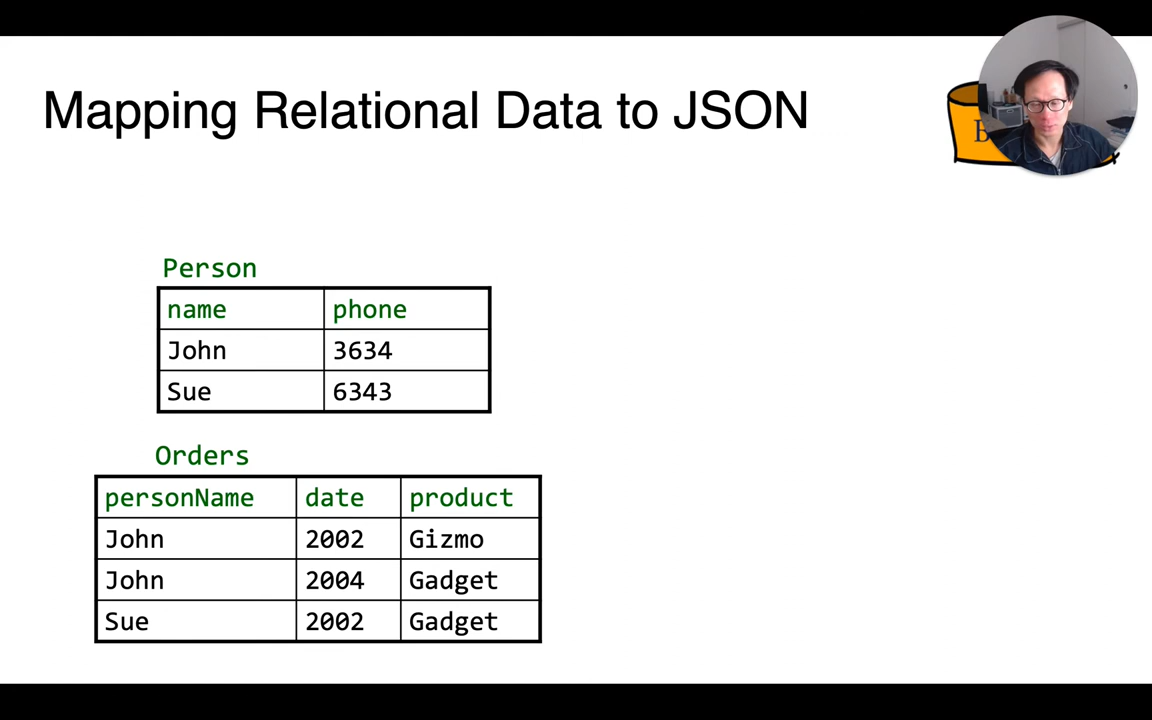 Mapping Relational Data to JSON
Person
name phone
John 3634
Sue 6343
Orders
personName date product
John 2002 Gizmo
John 2004 Gadget
Sue 2002 Gadget